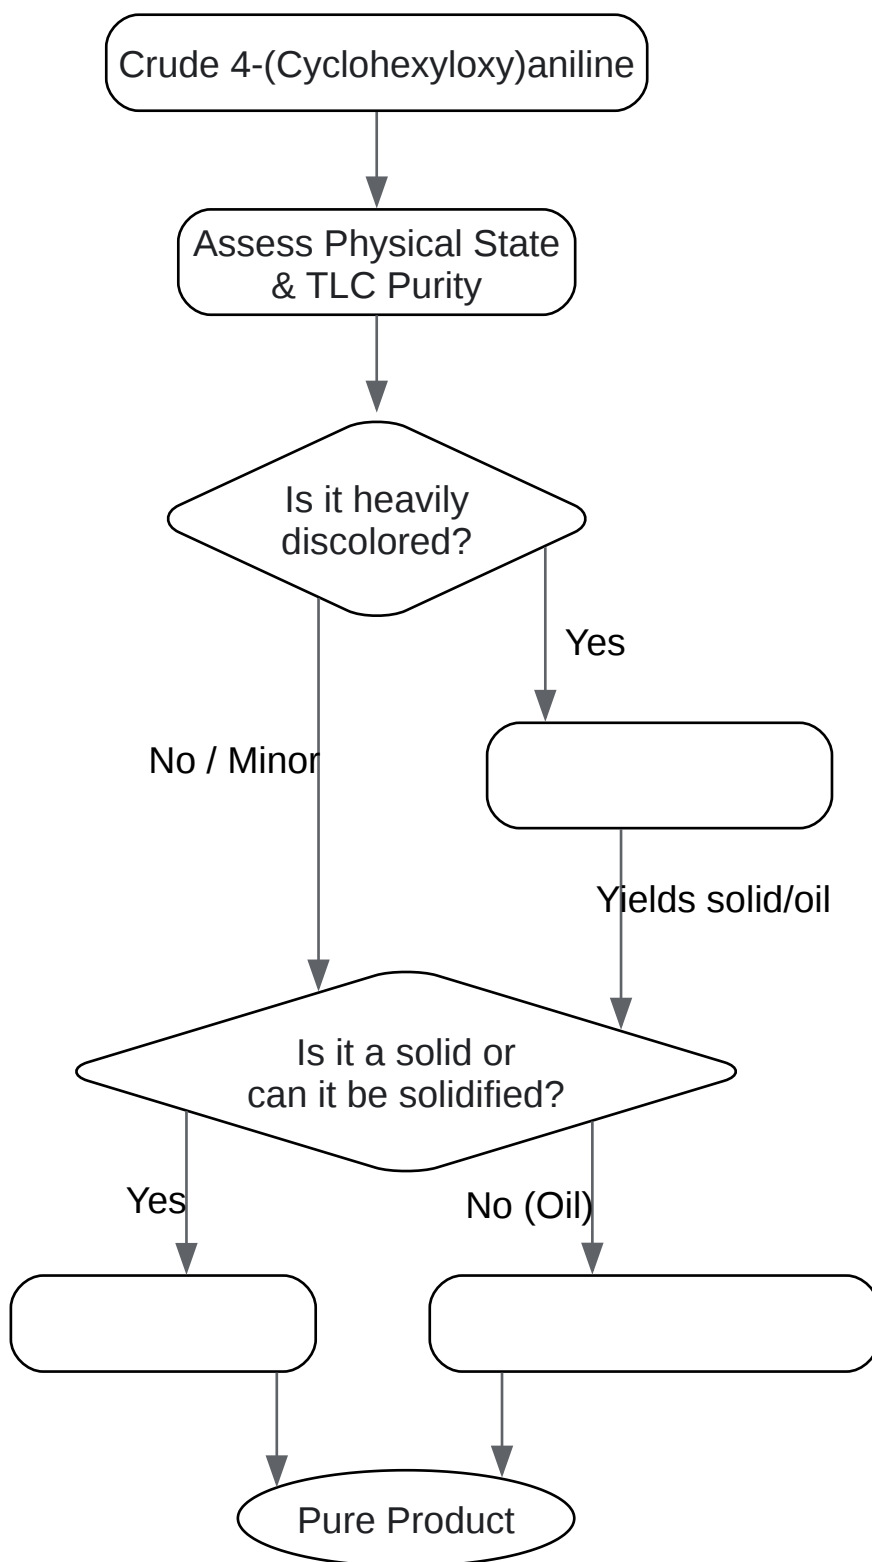 Crude 4-(Cyclohexyloxy)aniline
Assess Physical State
& TLC Purity
Is it heavily
discolored?
Yes
No / Minor
Yields solid/oil
Is it a solid or
can it be solidified?
Yes
No (Oil)
Pure Product